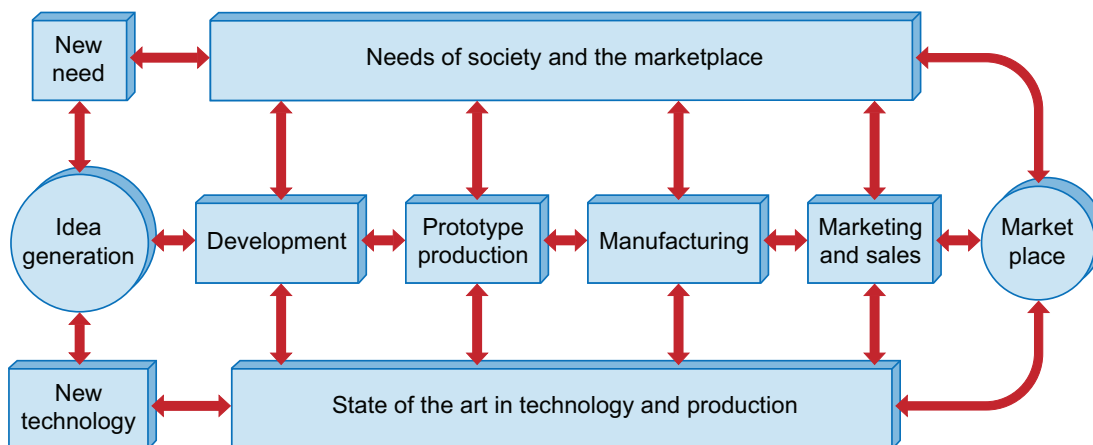 New
need
Needs of society and the marketplace
Idea
generation
Development
Prototype
production
Manufacturing
Marketing
and sales
Market
place
New
technology
State of the art in technology and production